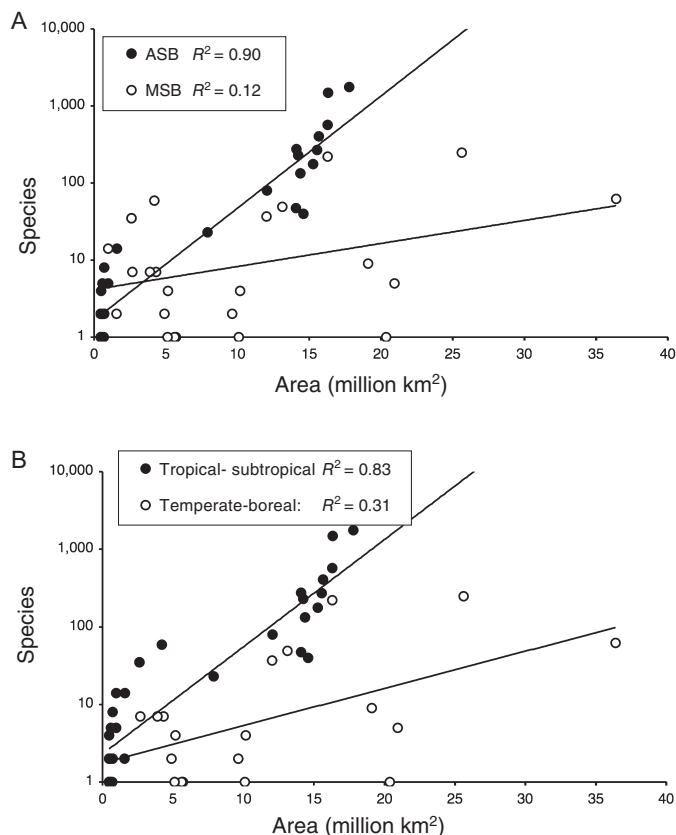 A
10,000
1,000
100
10
1
Species
ASB R² = 0.90
MSB R² = 0.12
0 5 10 15 20 25 30 35 40
Area (million km²)
B
10,000
1,000
100
10
1
Species
Tropical- subtropical R² = 0.83
Temperate-boreal: R² = 0.31
0 5 10 15 20 25 30 35 40
Area (million km²)